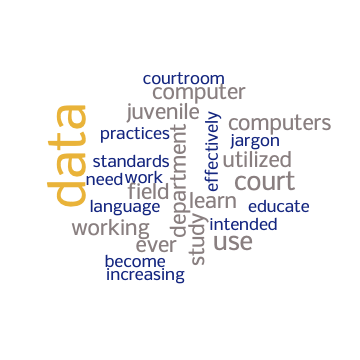 courtroom
computer
data
juvenile
practices
department
effectively
computers
jargon
standards
utilized
need
work
field
court
language
learn
educate
working
study
intended
ever
use
become
increasing